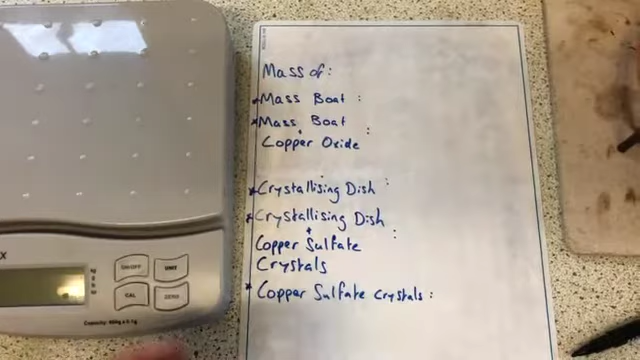 Mass of:
*Mass Boat :
*Mass Boat
+ :
Copper Oxide
*Crystallising Dish :
*Crystallising Dish
+ :
Copper Sulfate
Crystals
*Copper Sulfate Crystals :
X
ON/OFF UNIT
CAL ZERO